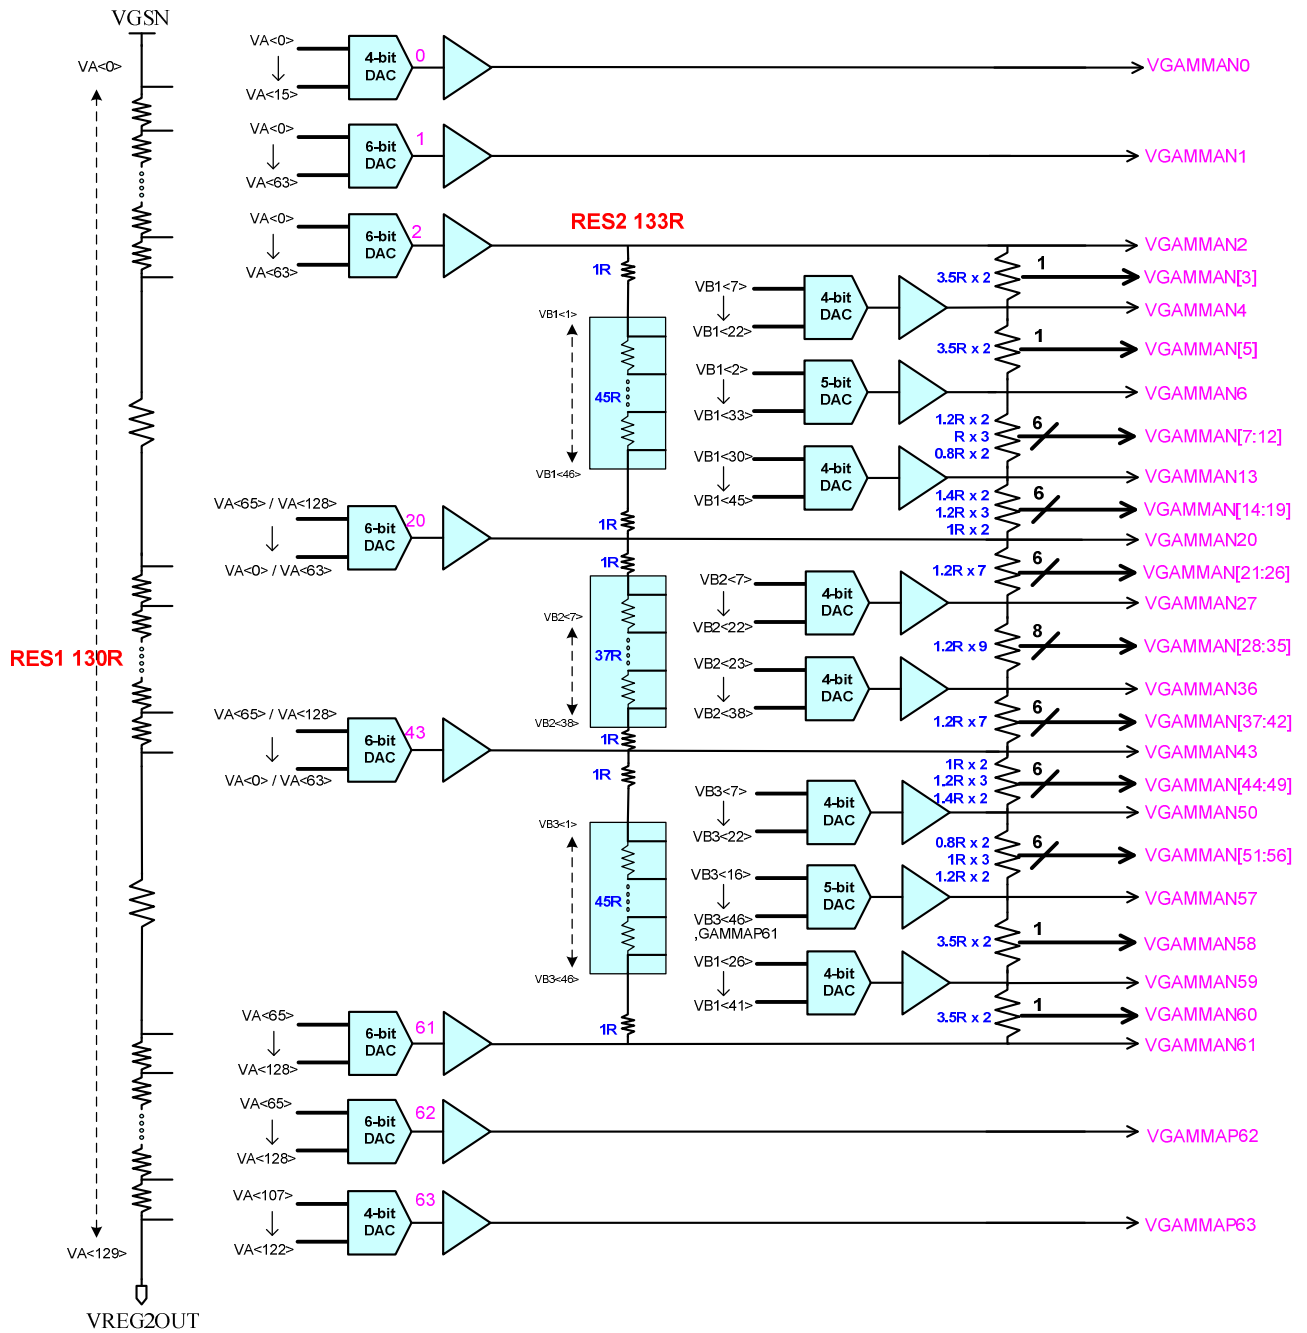 VGSN
VA<0>
VA<0>
VA<15>
4-bit
DAC
0
VGAMMAN0
VA<0>
VA<63>
6-bit
DAC
1
VGAMMAN1
VA<0>
VA<63>
6-bit
DAC
2
RES2 133R
VGAMMAN2
1R
3.5R x 2
1
VGAMMAN[3]
VB1<7>
VB1<22>
4-bit
DAC
VGAMMAN4
VB1<1>
45R
VB1<46>
3.5R x 2
1
VGAMMAN[5]
VB1<2>
VB1<33>
5-bit
DAC
VGAMMAN6
1.2R x 2
R x 3
0.8R x 2
6
VGAMMAN[7:12]
VB1<30>
VB1<45>
4-bit
DAC
VGAMMAN13
1.4R x 2
1.2R x 3
1R x 2
6
VGAMMAN[14:19]
VA<65> / VA<128>
VA<0> / VA<63>
6-bit
DAC
20
1R
VGAMMAN20
1R
1.2R x 7
6
VGAMMAN[21:26]
VB2<7>
VB2<22>
4-bit
DAC
VGAMMAN27
VB2<7>
37R
VB2<38>
1.2R x 9
8
VGAMMAN[28:35]
RES1 130R
VB2<23>
VB2<38>
4-bit
DAC
VGAMMAN36
1.2R x 7
6
VGAMMAN[37:42]
VA<65> / VA<128>
VA<0> / VA<63>
6-bit
DAC
43
1R
VGAMMAN43
1R
1R x 2
1.2R x 3
1.4R x 2
6
VGAMMAN[44:49]
VB3<7>
VB3<22>
4-bit
DAC
VGAMMAN50
VB3<1>
45R
VB3<46>
0.8R x 2
1R x 3
1.2R x 2
6
VGAMMAN[51:56]
VB3<16>
VB3<46>
,GAMMAP61
5-bit
DAC
VGAMMAN57
3.5R x 2
1
VGAMMAN58
VB1<26>
VB1<41>
4-bit
DAC
VGAMMAN59
3.5R x 2
1
VGAMMAN60
1R
VA<65>
VA<128>
6-bit
DAC
61
VGAMMAN61
VA<65>
VA<128>
6-bit
DAC
62
VGAMMAP62
VA<107>
VA<122>
4-bit
DAC
63
VGAMMAP63
VA<129>
VREG2OUT